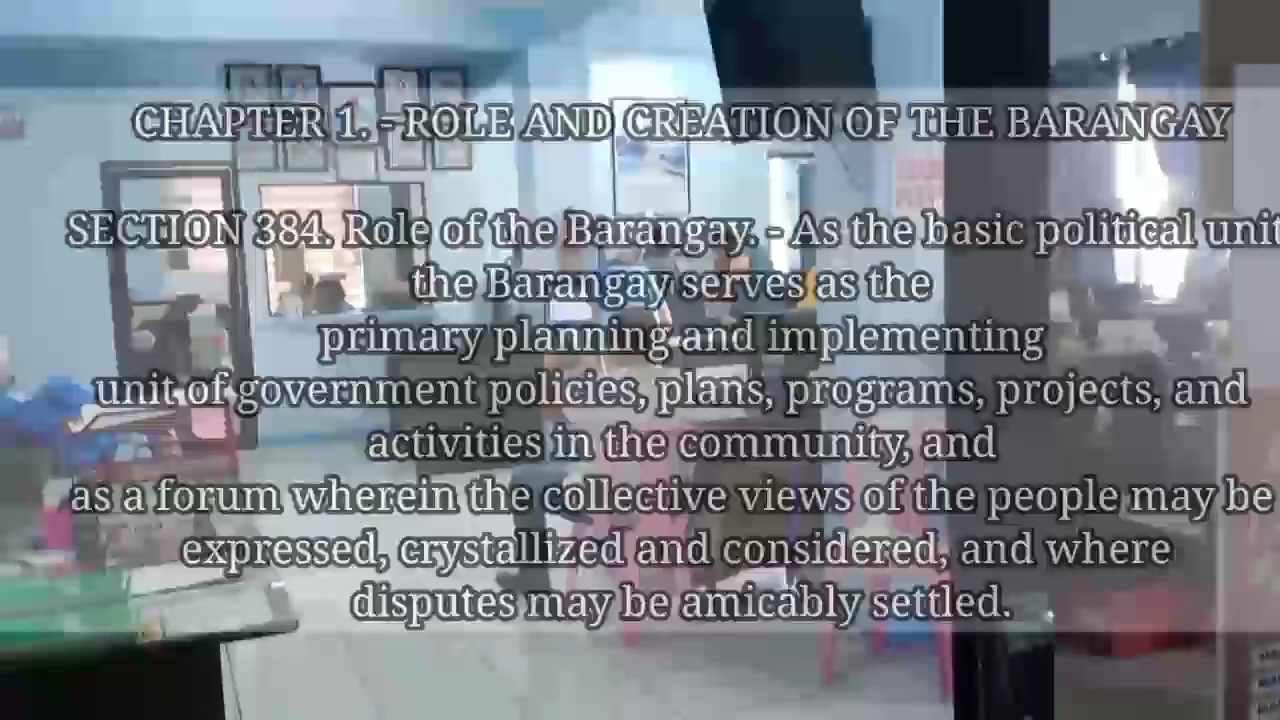 CHAPTER 1. - ROLE AND CREATION OF THE BARANGAY
SECTION 384. Role of the Barangay. - As the basic political unit
the Barangay serves as the
primary planning and implementing
unit of government policies, plans, programs, projects, and
activities in the community, and
as a forum wherein the collective views of the people may be
expressed, crystallized and considered, and where
disputes may be amicably settled.